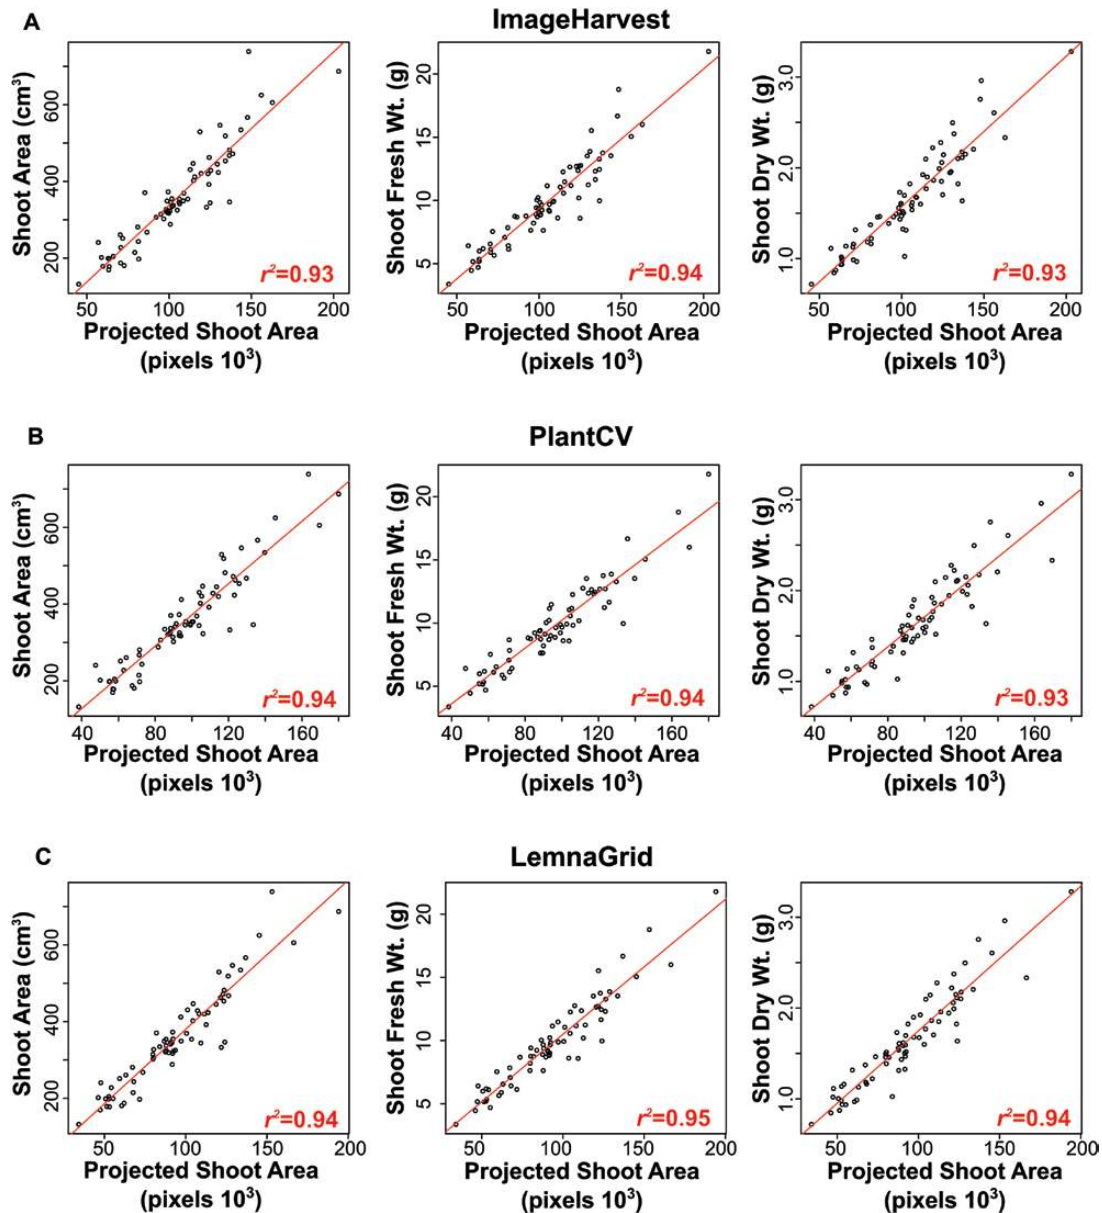 A
ImageHarvest
Shoot Area (cm³)
200 400 600
50 100 150 200
r²=0.93
Projected Shoot Area
(pixels 10³)
Shoot Fresh Wt. (g)
5 10 15 20
50 100 150 200
r²=0.94
Projected Shoot Area
(pixels 10³)
Shoot Dry Wt. (g)
1.0 2.0 3.0
50 100 150 200
r²=0.93
Projected Shoot Area
(pixels 10³)
B
PlantCV
Shoot Area (cm³)
200 400 600
40 80 120 160
r²=0.94
Projected Shoot Area
(pixels 10³)
Shoot Fresh Wt. (g)
5 10 15 20
40 80 120 160
r²=0.94
Projected Shoot Area
(pixels 10³)
Shoot Dry Wt. (g)
1.0 2.0 3.0
40 80 120 160
r²=0.93
Projected Shoot Area
(pixels 10³)
C
LemnaGrid
Shoot Area (cm³)
200 400 600
50 100 150 200
r²=0.94
Projected Shoot Area
(pixels 10³)
Shoot Fresh Wt. (g)
5 10 15 20
50 100 150 200
r²=0.95
Projected Shoot Area
(pixels 10³)
Shoot Dry Wt. (g)
1.0 2.0 3.0
50 100 150 200
r²=0.94
Projected Shoot Area
(pixels 10³)